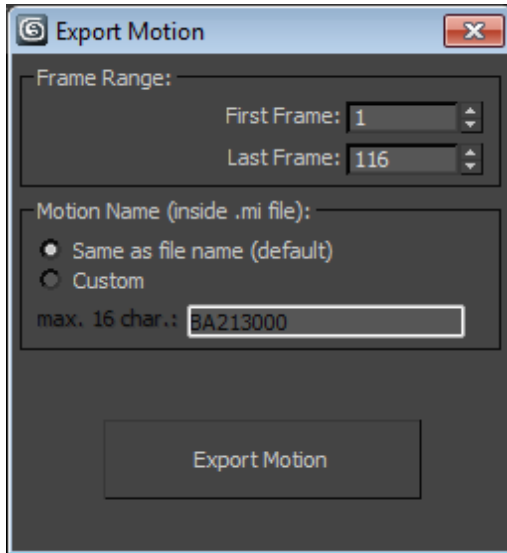 Export Motion
Frame Range:
First Frame: 1
Last Frame: 116
Motion Name (inside .mi file):
Same as file name (default)
Custom
max. 16 char.: BA213000
Export Motion